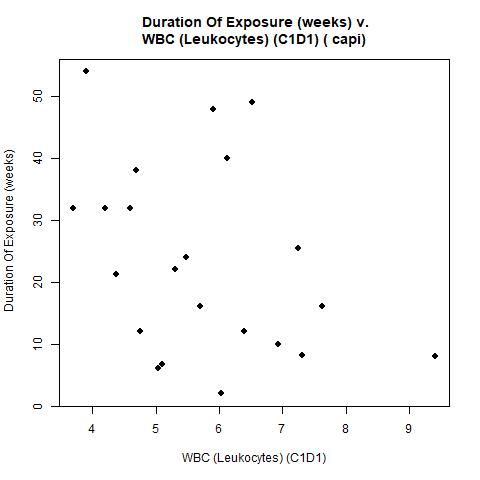 Duration Of Exposure (weeks) v.
WBC (Leukocytes) (C1D1) ( capi)
Duration Of Exposure (weeks)
50
40
30
20
10
0
4 5 6 7 8 9
WBC (Leukocytes) (C1D1)